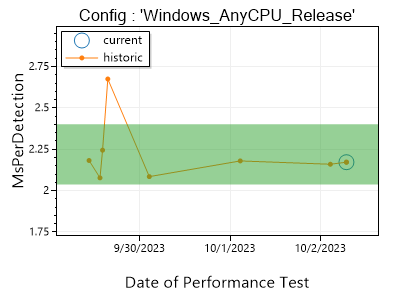 Config : 'Windows_AnyCPU_Release'
current
historic
2.75
2.5
2.25
2
1.75
MsPerDetection
9/30/2023
10/1/2023
10/2/2023
Date of Performance Test